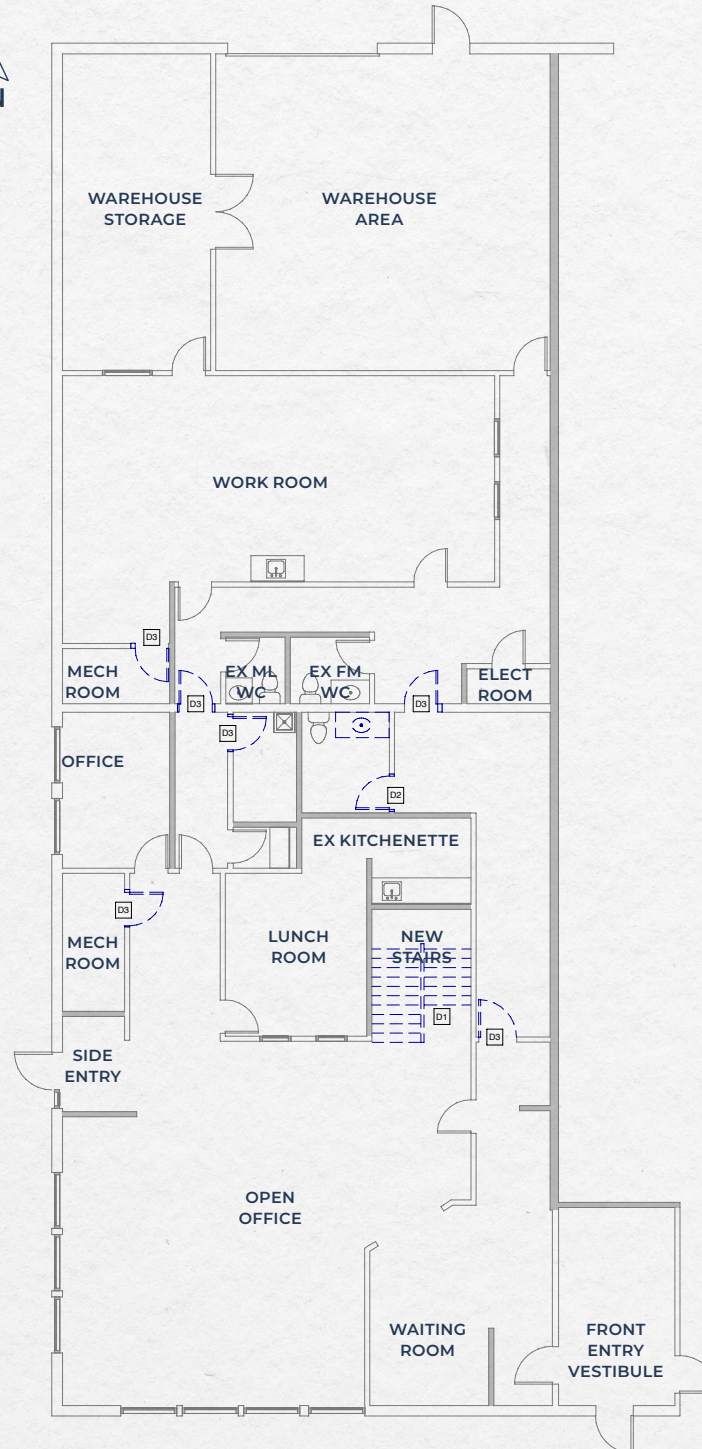 N
WAREHOUSE
STORAGE
WAREHOUSE
AREA
WORK ROOM
D3
MECH
ROOM
EX ML
WC
EX FM
WC
ELECT
ROOM
D3
D3
D3
OFFICE
D2
EX KITCHENETTE
D3
MECH
ROOM
LUNCH
ROOM
NEW
STAIRS
D1
D3
SIDE
ENTRY
OPEN
OFFICE
WAITING
ROOM
FRONT
ENTRY
VESTIBULE